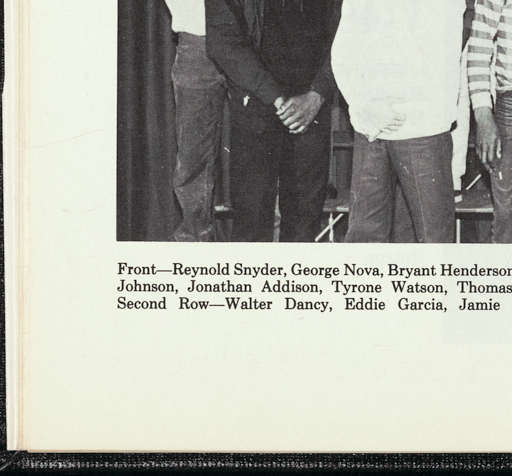 Front—Reynold Snyder, George Nova, Bryant Henderson
Johnson, Jonathan Addison, Tyrone Watson, Thomas
Second Row—Walter Dancy, Eddie Garcia, Jamie